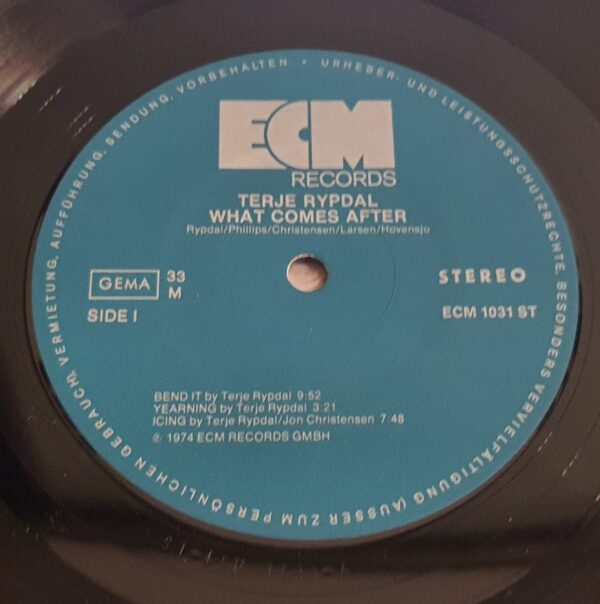 URHEBER- UND LEISTUNGSSCHUTZRECHTE, BESONDERS VERVIELFÄLTIGUNG (AUSSER ZUM PERSÖNLICHEN GEBRAUCH), VERMIETUNG, AUFFÜHRUNG, SENDUNG, VORBEHALTEN •
ECM
RECORDS
TERJE RYPDAL
WHAT COMES AFTER
Rypdal/Phillips/Christensen/Larsen/Hovensjo
GEMA 33 M
STEREO
SIDE I
ECM 1031 ST
BEND IT by Terje Rypdal 9:52
YEARNING by Terje Rypdal 3:21
ICING by Terje Rypdal/Jon Christensen 7:48
℗ 1974 ECM RECORDS GMBH